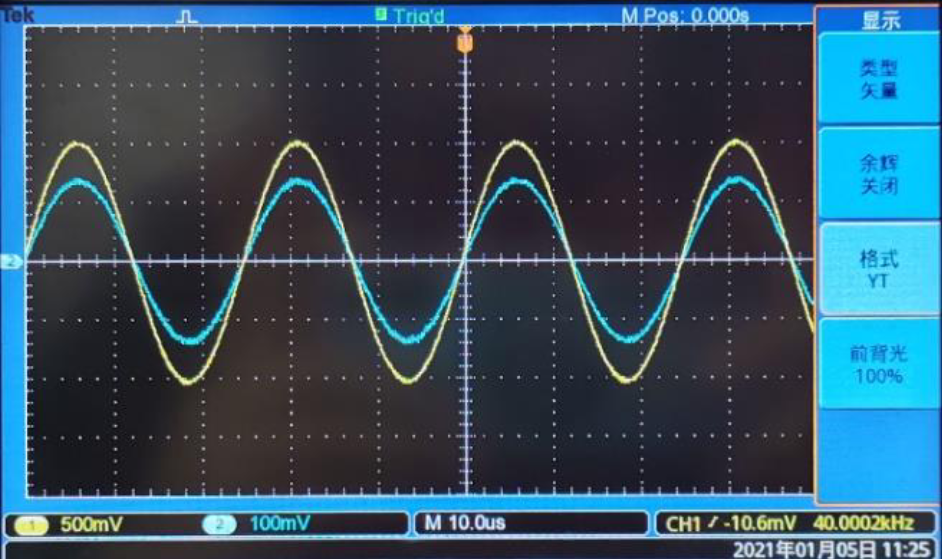 Tek Trig'd M Pos: 0.000s
显示
类型
矢量
余辉
关闭
格式
YT
前背光
100%
2
1 500mV 2 100mV M 10.0us CH1 -10.6mV 40.0002kHz
2021年01月05日 11:25